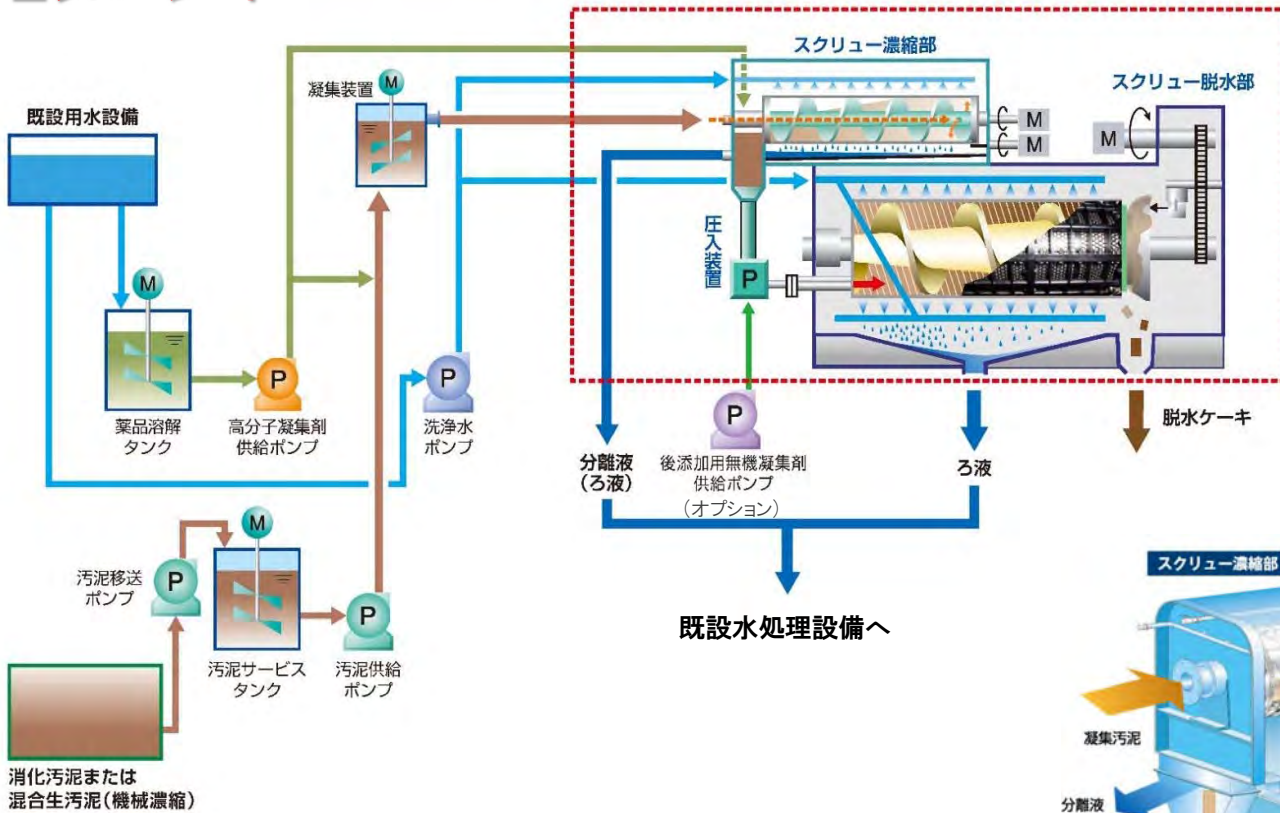 スクリュー濃縮部
スクリュー脱水部
凝集装置
M
既設用水設備
M
M
M
圧入装置
P
M
P
薬品溶解
タンク
高分子凝集剤
供給ポンプ
P
洗浄水
ポンプ
P
後添加用無機凝集剤
供給ポンプ
(オプション)
分離液
(ろ液)
ろ液
脱水ケーキ
M
P
汚泥移送
ポンプ
汚泥サービス
タンク
P
汚泥供給
ポンプ
既設水処理設備へ
消化汚泥または
混合生汚泥(機械濃縮)
スクリュー濃縮部
凝集汚泥
分離液